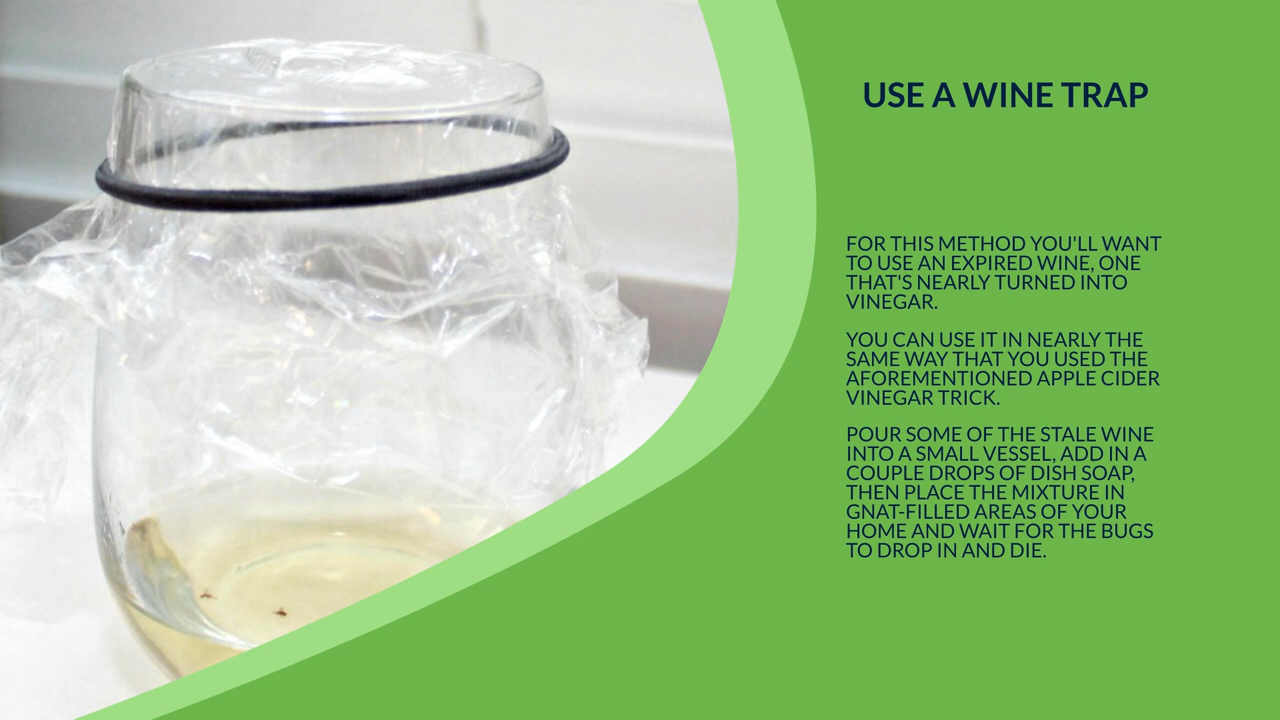 USE A WINE TRAP
FOR THIS METHOD YOU'LL WANT
TO USE AN EXPIRED WINE, ONE
THAT'S NEARLY TURNED INTO
VINEGAR.
YOU CAN USE IT IN NEARLY THE
SAME WAY THAT YOU USED THE
AFOREMENTIONED APPLE CIDER
VINEGAR TRICK.
POUR SOME OF THE STALE WINE
INTO A SMALL VESSEL, ADD IN A
COUPLE DROPS OF DISH SOAP,
THEN PLACE THE MIXTURE IN
GNAT-FILLED AREAS OF YOUR
HOME AND WAIT FOR THE BUGS
TO DROP IN AND DIE.